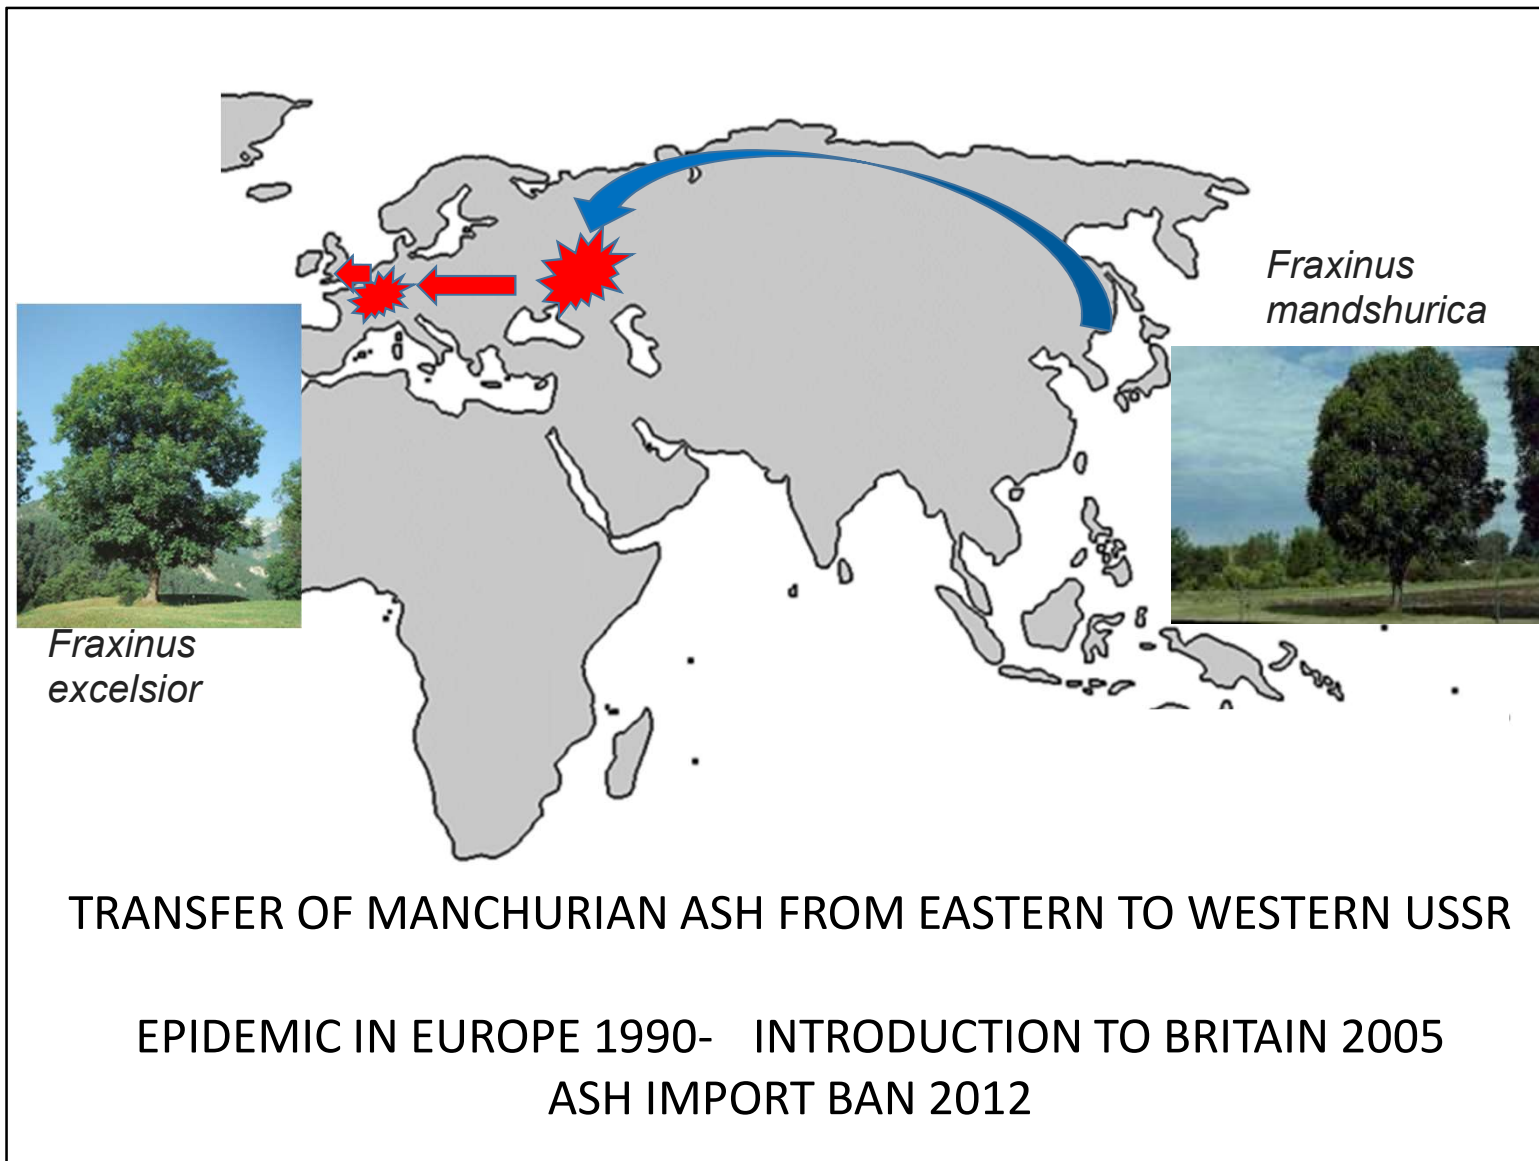 Fraxinus
mandshurica
Fraxinus
excelsior
TRANSFER OF MANCHURIAN ASH FROM EASTERN TO WESTERN USSR
EPIDEMIC IN EUROPE 1990- INTRODUCTION TO BRITAIN 2005
ASH IMPORT BAN 2012